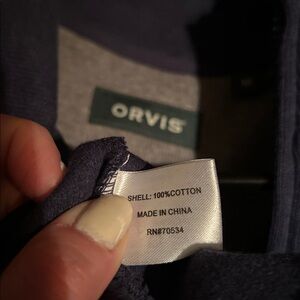 ORVIS
SHELL: 100%COTTON
MADE IN CHINA
RN#70534